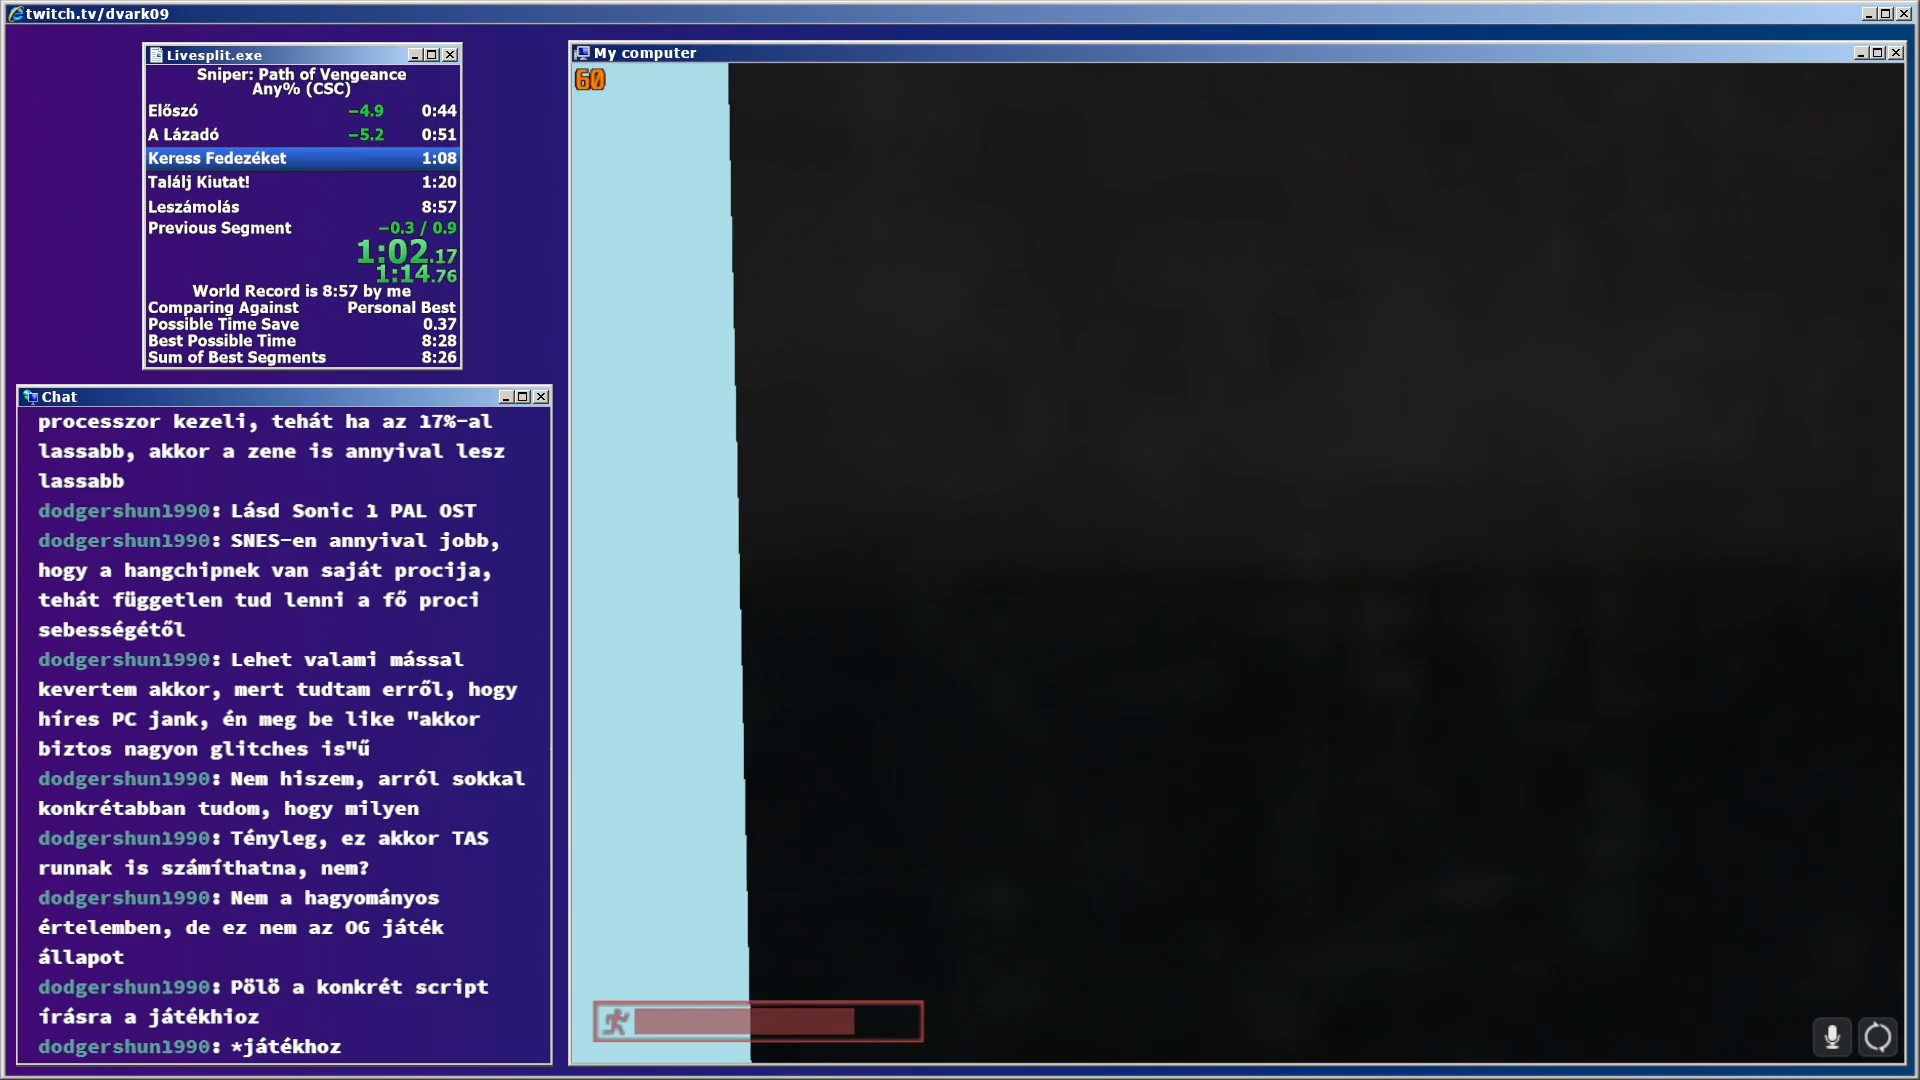 twitch.tv/dvark09
Livesplit.exe
Sniper: Path of Vengeance
Any% (CSC)
Előszó −4.9 0:44
A Lázadó −5.2 0:51
Keress Fedezéket 1:08
Találj Kiutat! 1:20
Leszámolás 8:57
Previous Segment −0.3 / 0.9
1:02.17
1:14.76
World Record is 8:57 by me
Comparing Against Personal Best
Possible Time Save 0.37
Best Possible Time 8:28
Sum of Best Segments 8:26
Chat
processzor kezeli, tehát ha az 17%-al
lassabb, akkor a zene is annyival lesz
lassabb
dodgershun1990: Lásd Sonic 1 PAL OST
dodgershun1990: SNES-en annyival jobb,
hogy a hangchipnek van saját procija,
tehát független tud lenni a fő proci
sebességétől
dodgershun1990: Lehet valami mással
kevertem akkor, mert tudtam erről, hogy
híres PC jank, én meg be like "akkor
biztos nagyon glitches is"ű
dodgershun1990: Nem hiszem, arról sokkal
konkrétabban tudom, hogy milyen
dodgershun1990: Tényleg, ez akkor TAS
runnak is számíthatna, nem?
dodgershun1990: Nem a hagyományos
értelemben, de ez nem az OG játék
állapot
dodgershun1990: Pölö a konkrét script
írásra a játékhioz
dodgershun1990: *játékhoz
My computer
60